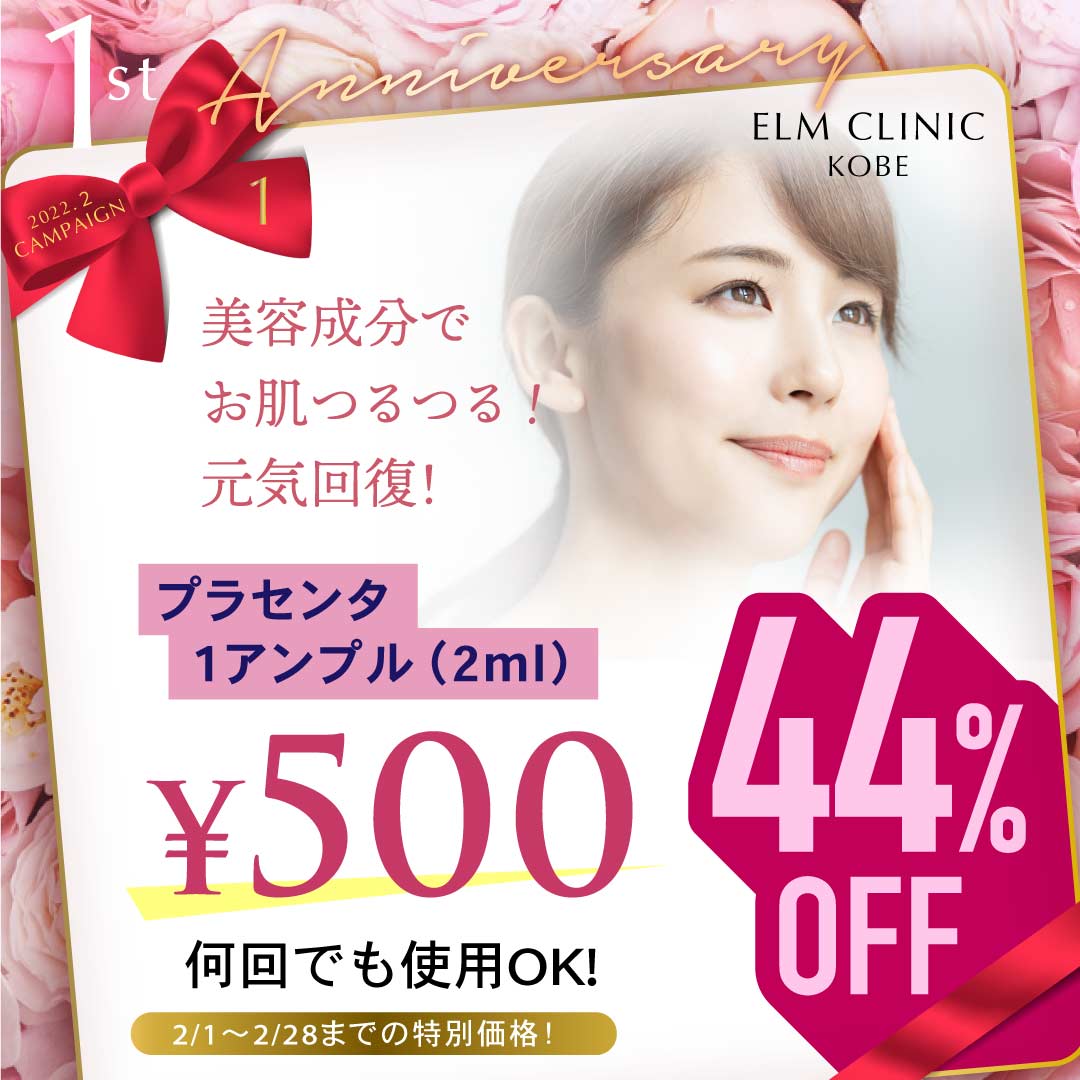 1st Anniversary
ELM CLINIC
KOBE
2022.2
CAMPAIGN
1
美容成分で
お肌つるつる！
元気回復!
プラセンタ
1アンプル（2ml）
¥500
44%
OFF
何回でも使用OK!
2/1～2/28までの特別価格！